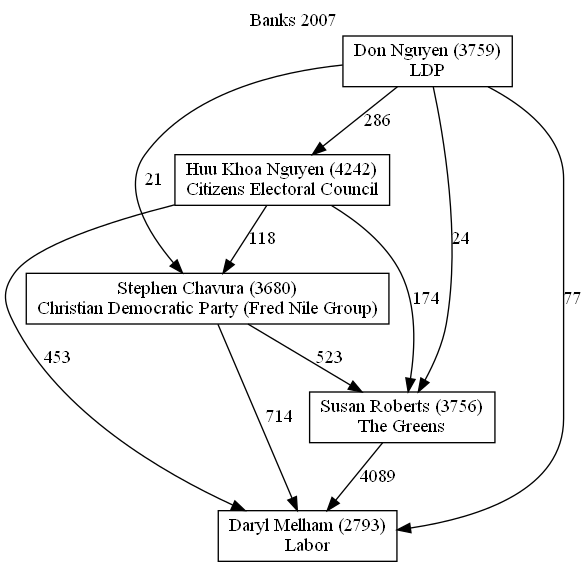 Banks 2007
Don Nguyen (3759)
LDP
286
Huu Khoa Nguyen (4242)
Citizens Electoral Council
21
118
24
Stephen Chavura (3680)
Christian Democratic Party (Fred Nile Group)
174
77
453
523
Susan Roberts (3756)
The Greens
714
4089
Daryl Melham (2793)
Labor